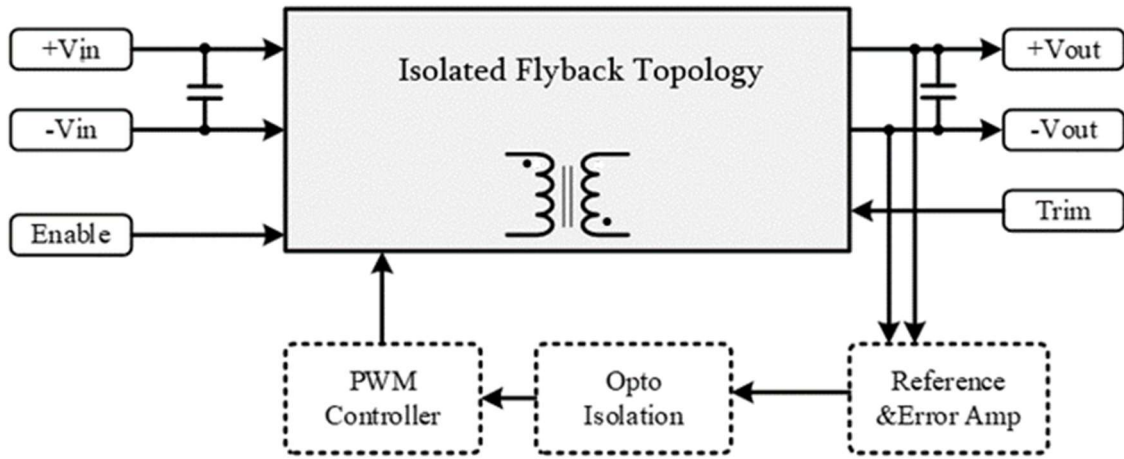 +Vin
Isolated Flyback Topology
+Vout
-Vin
-Vout
Enable
Trim
PWM
Controller
Opto
Isolation
Reference
&Error Amp